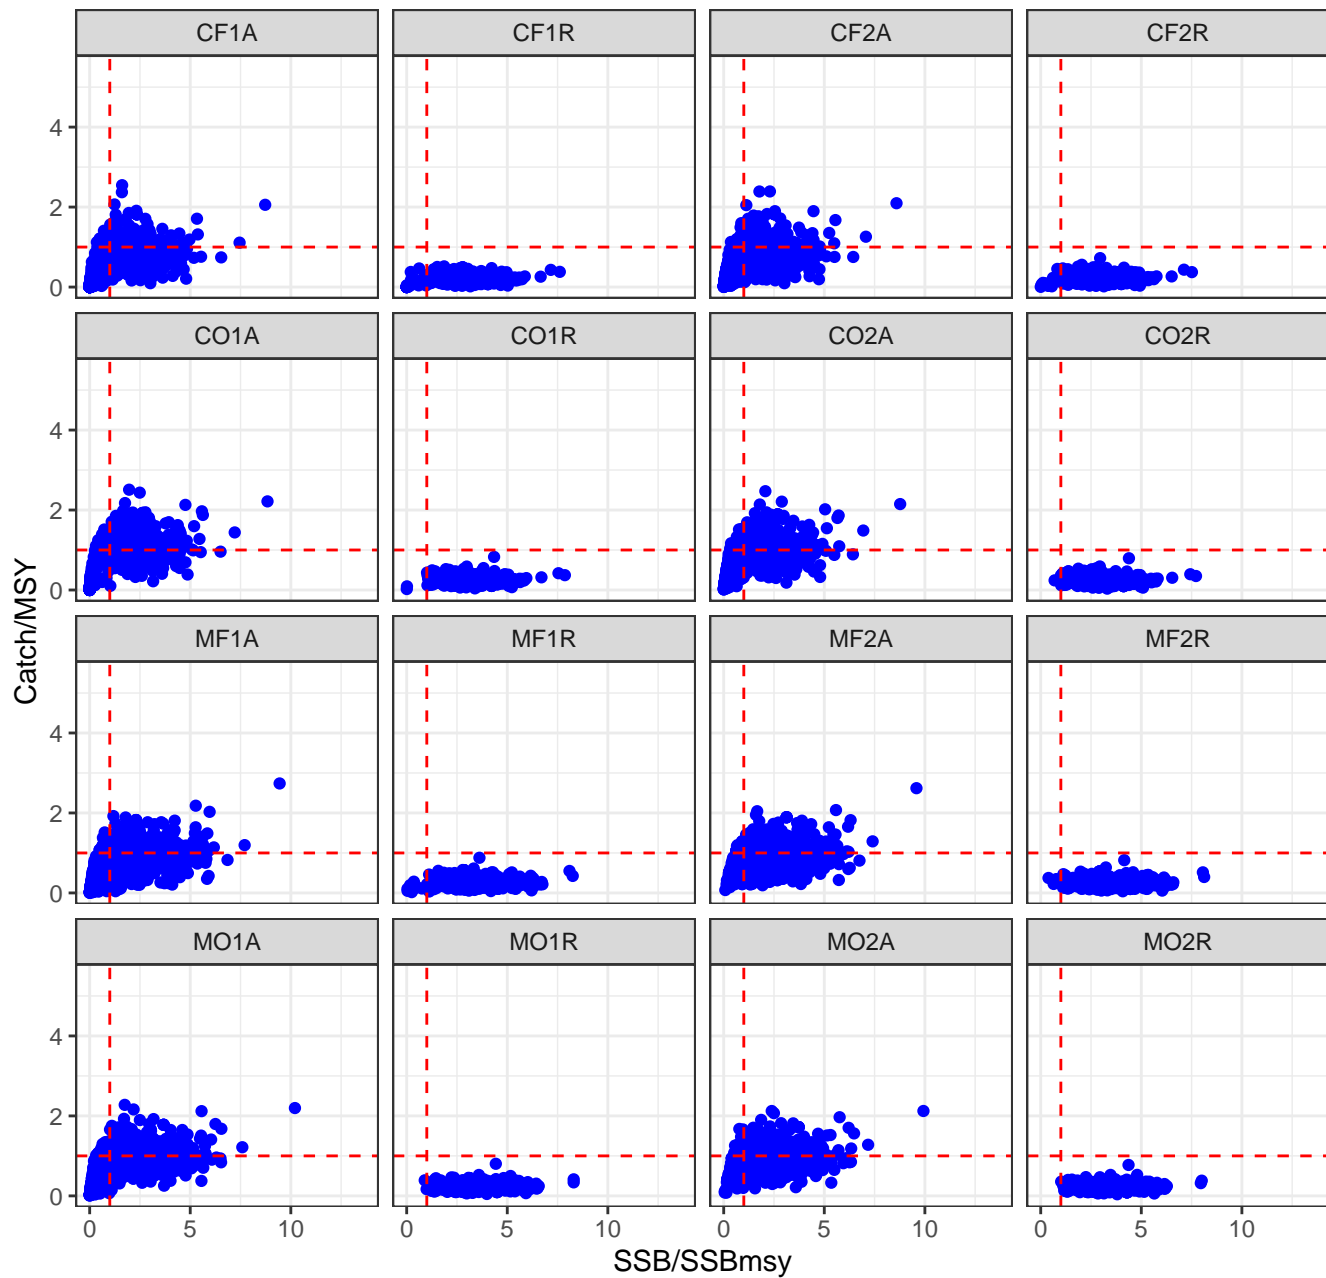 CF1A CF1R CF2A CF2R
4
2
0
CO1A CO1R CO2A CO2R
4
2
0
MF1A MF1R MF2A MF2R
4
2
0
MO1A MO1R MO2A MO2R
4
2
0
0 5 10 0 5 10 0 5 10 0 5 10
SSB/SSBmsy
Catch/MSY